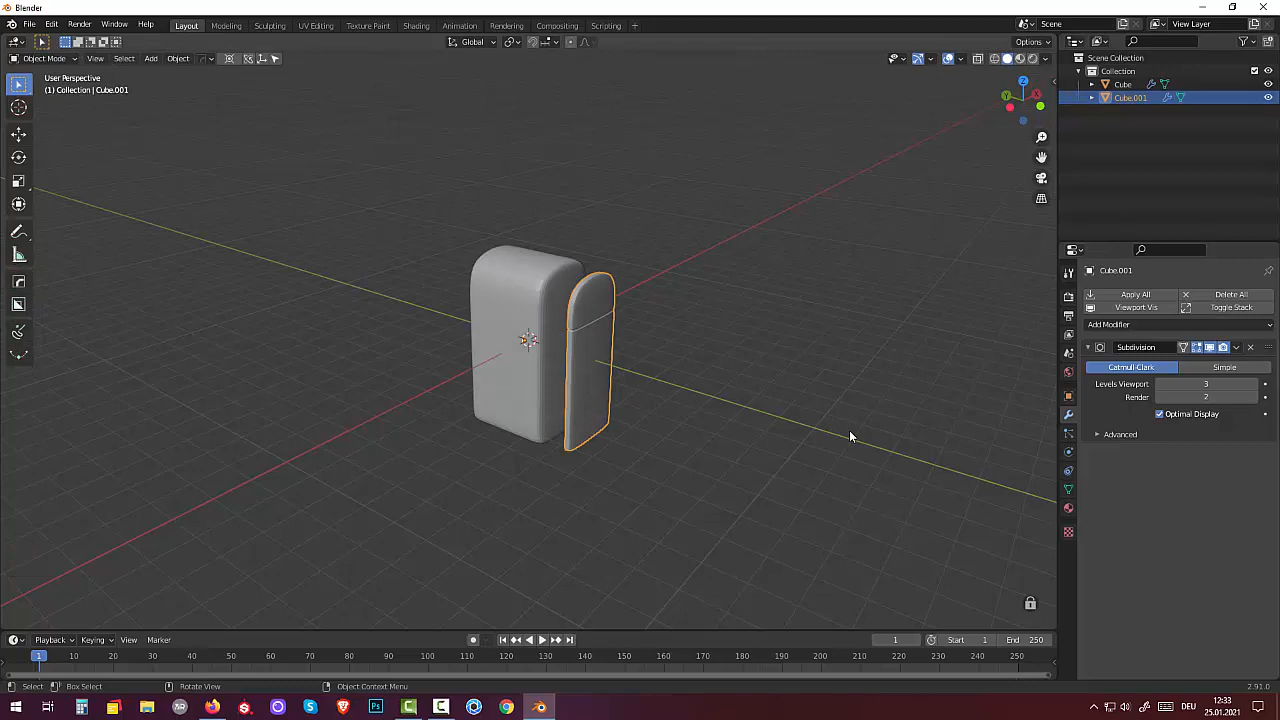 Blender
File Edit Render Window Help Layout Modeling Sculpting UV Editing Texture Paint Shading Animation Rendering Compositing Scripting + Scene View Layer
Global Options
Object Mode View Select Add Object
User Perspective
(1) Collection | Cube.001
Z
Y
X
Scene Collection
Collection
Cube
Cube.001
Cube.001
Apply All Delete All
Viewport Vis Toggle Stack
Add Modifier
Subdivision
Catmull-Clark Simple
Levels Viewport 3
Render 2
Optimal Display
Advanced
Playback Keying View Marker 1 Start 1 End 250
1 10 20 30 40 50 60 70 80 90 100 110 120 130 140 150 160 170 180 190 200 210 220 230 240 250
Select Box Select Rotate View Object Context Menu 2.91.0
Ps DEU 12:33
25.01.2021